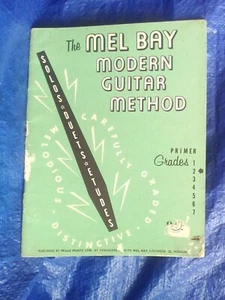 The MEL BAY
MODERN
GUITAR
METHOD
SOLOS★DUETS★ETUDES
CAREFULLY GRADED
MELODIOUS · DISTINCTIVE
PRIMER
Grades 1
2
3
4
5
6
7